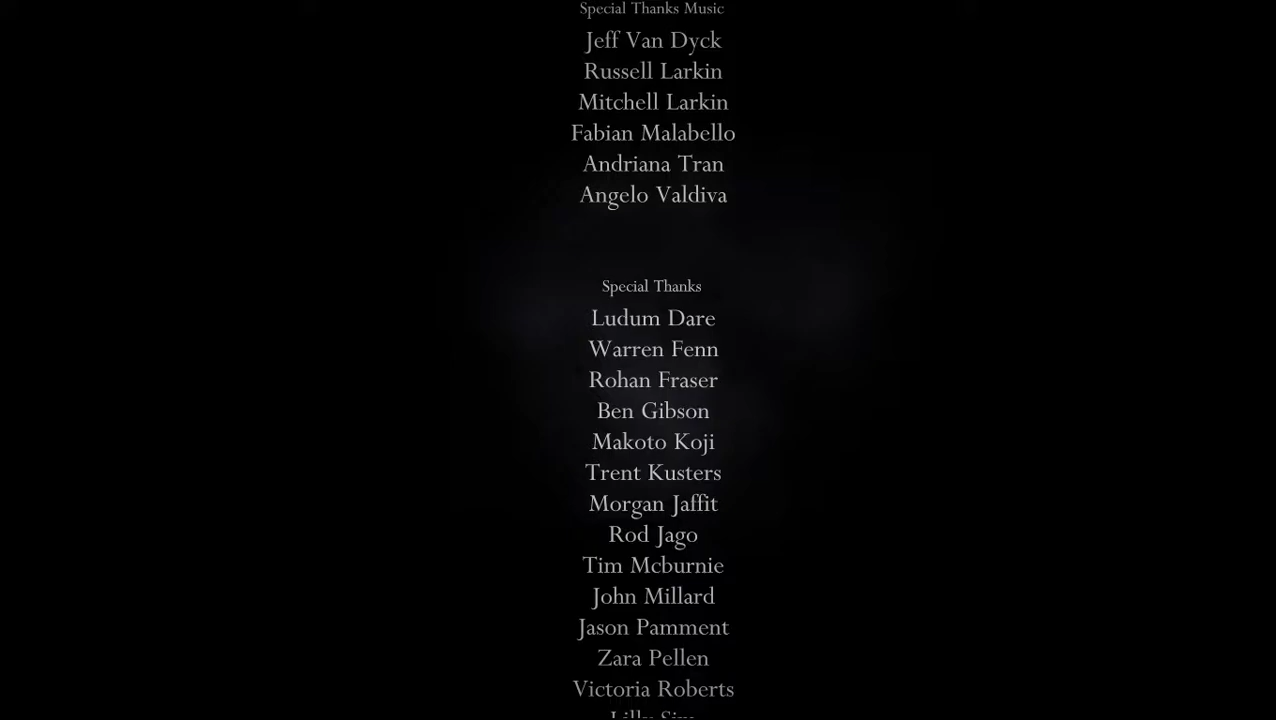 Special Thanks Music
Jeff Van Dyck
Russell Larkin
Mitchell Larkin
Fabian Malabello
Andriana Tran
Angelo Valdiva
Special Thanks
Ludum Dare
Warren Fenn
Rohan Fraser
Ben Gibson
Makoto Koji
Trent Kusters
Morgan Jaffit
Rod Jago
Tim Mcburnie
John Millard
Jason Pamment
Zara Pellen
Victoria Roberts